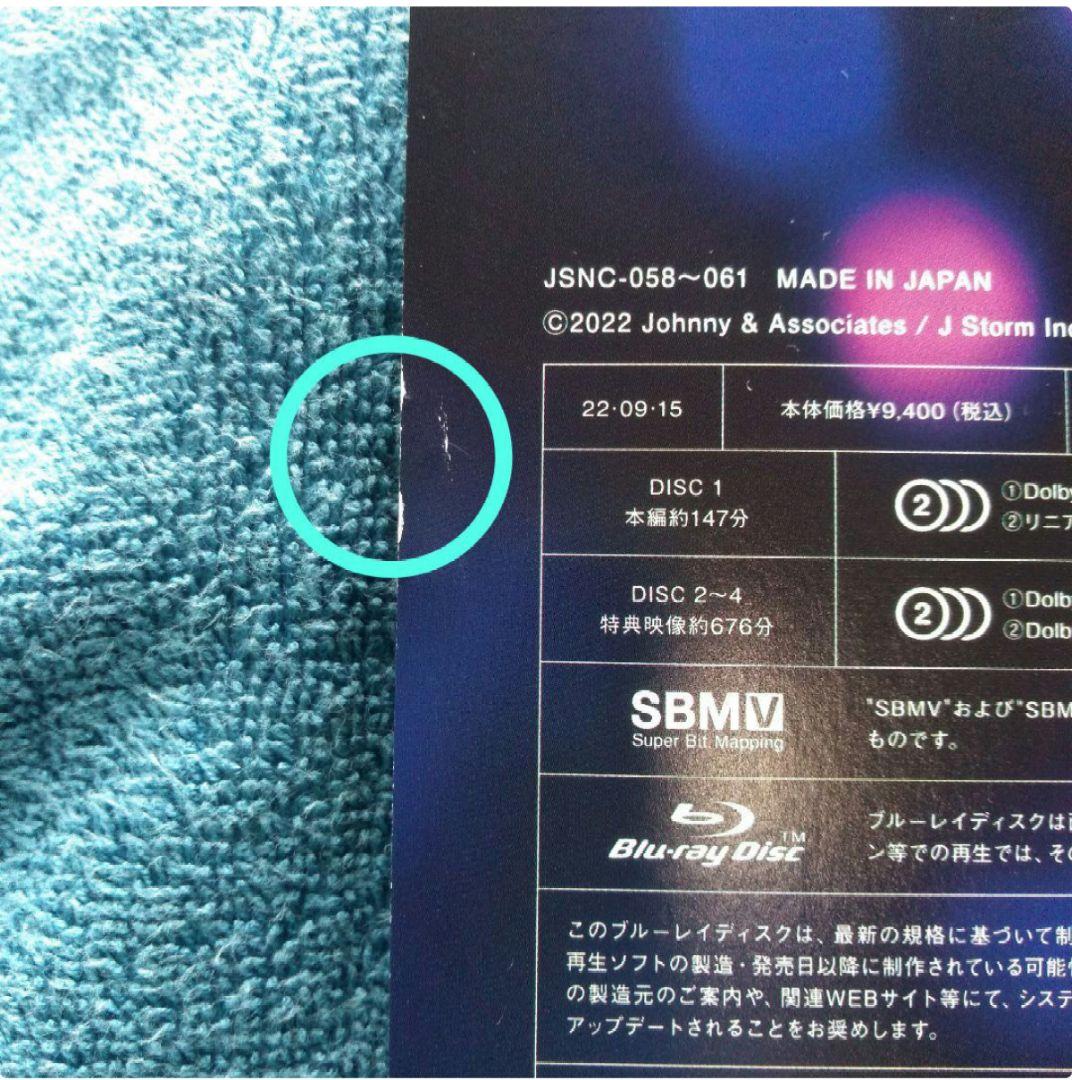 JSNC-058～061 MADE IN JAPAN
©2022 Johnny & Associates / J Storm Inc
22・09・15
本体価格¥9,400 (税込)
DISC 1
本編約147分
②
①Dolby
②リニア
DISC 2～4
特典映像約676分
②
①Dolb
②Dolb
SBMV
Super Bit Mapping
"SBMV"および"SBM
ものです。
Blu-ray Disc™
ブルーレイディスクは
ン等での再生では、その
このブルーレイディスクは、最新の規格に基づいて制
再生ソフトの製造・発売日以降に制作されている可能
の製造元のご案内や、関連WEBサイト等にて、システ
アップデートされることをお奨めします。